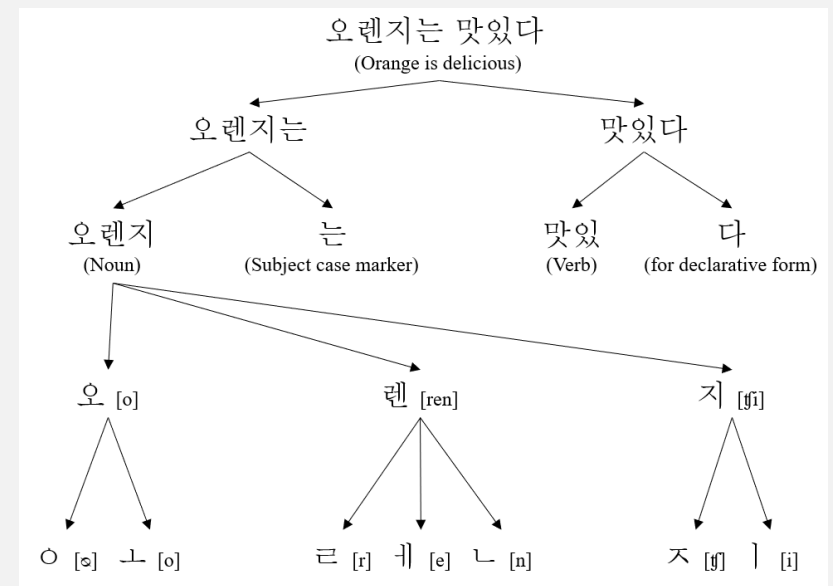 오렌지는 맛있다
(Orange is delicious)
오렌지는 맛있다
오렌지 는 맛있 다
(Noun) (Subject case marker) (Verb) (for declarative form)
오 [o] 렌 [ren] 지 [ʧi]
ㅇ [ᴓ] ㅗ [o] ㄹ [r] ㅔ [e] ㄴ [n] ㅈ [ʧ] ㅣ [i]